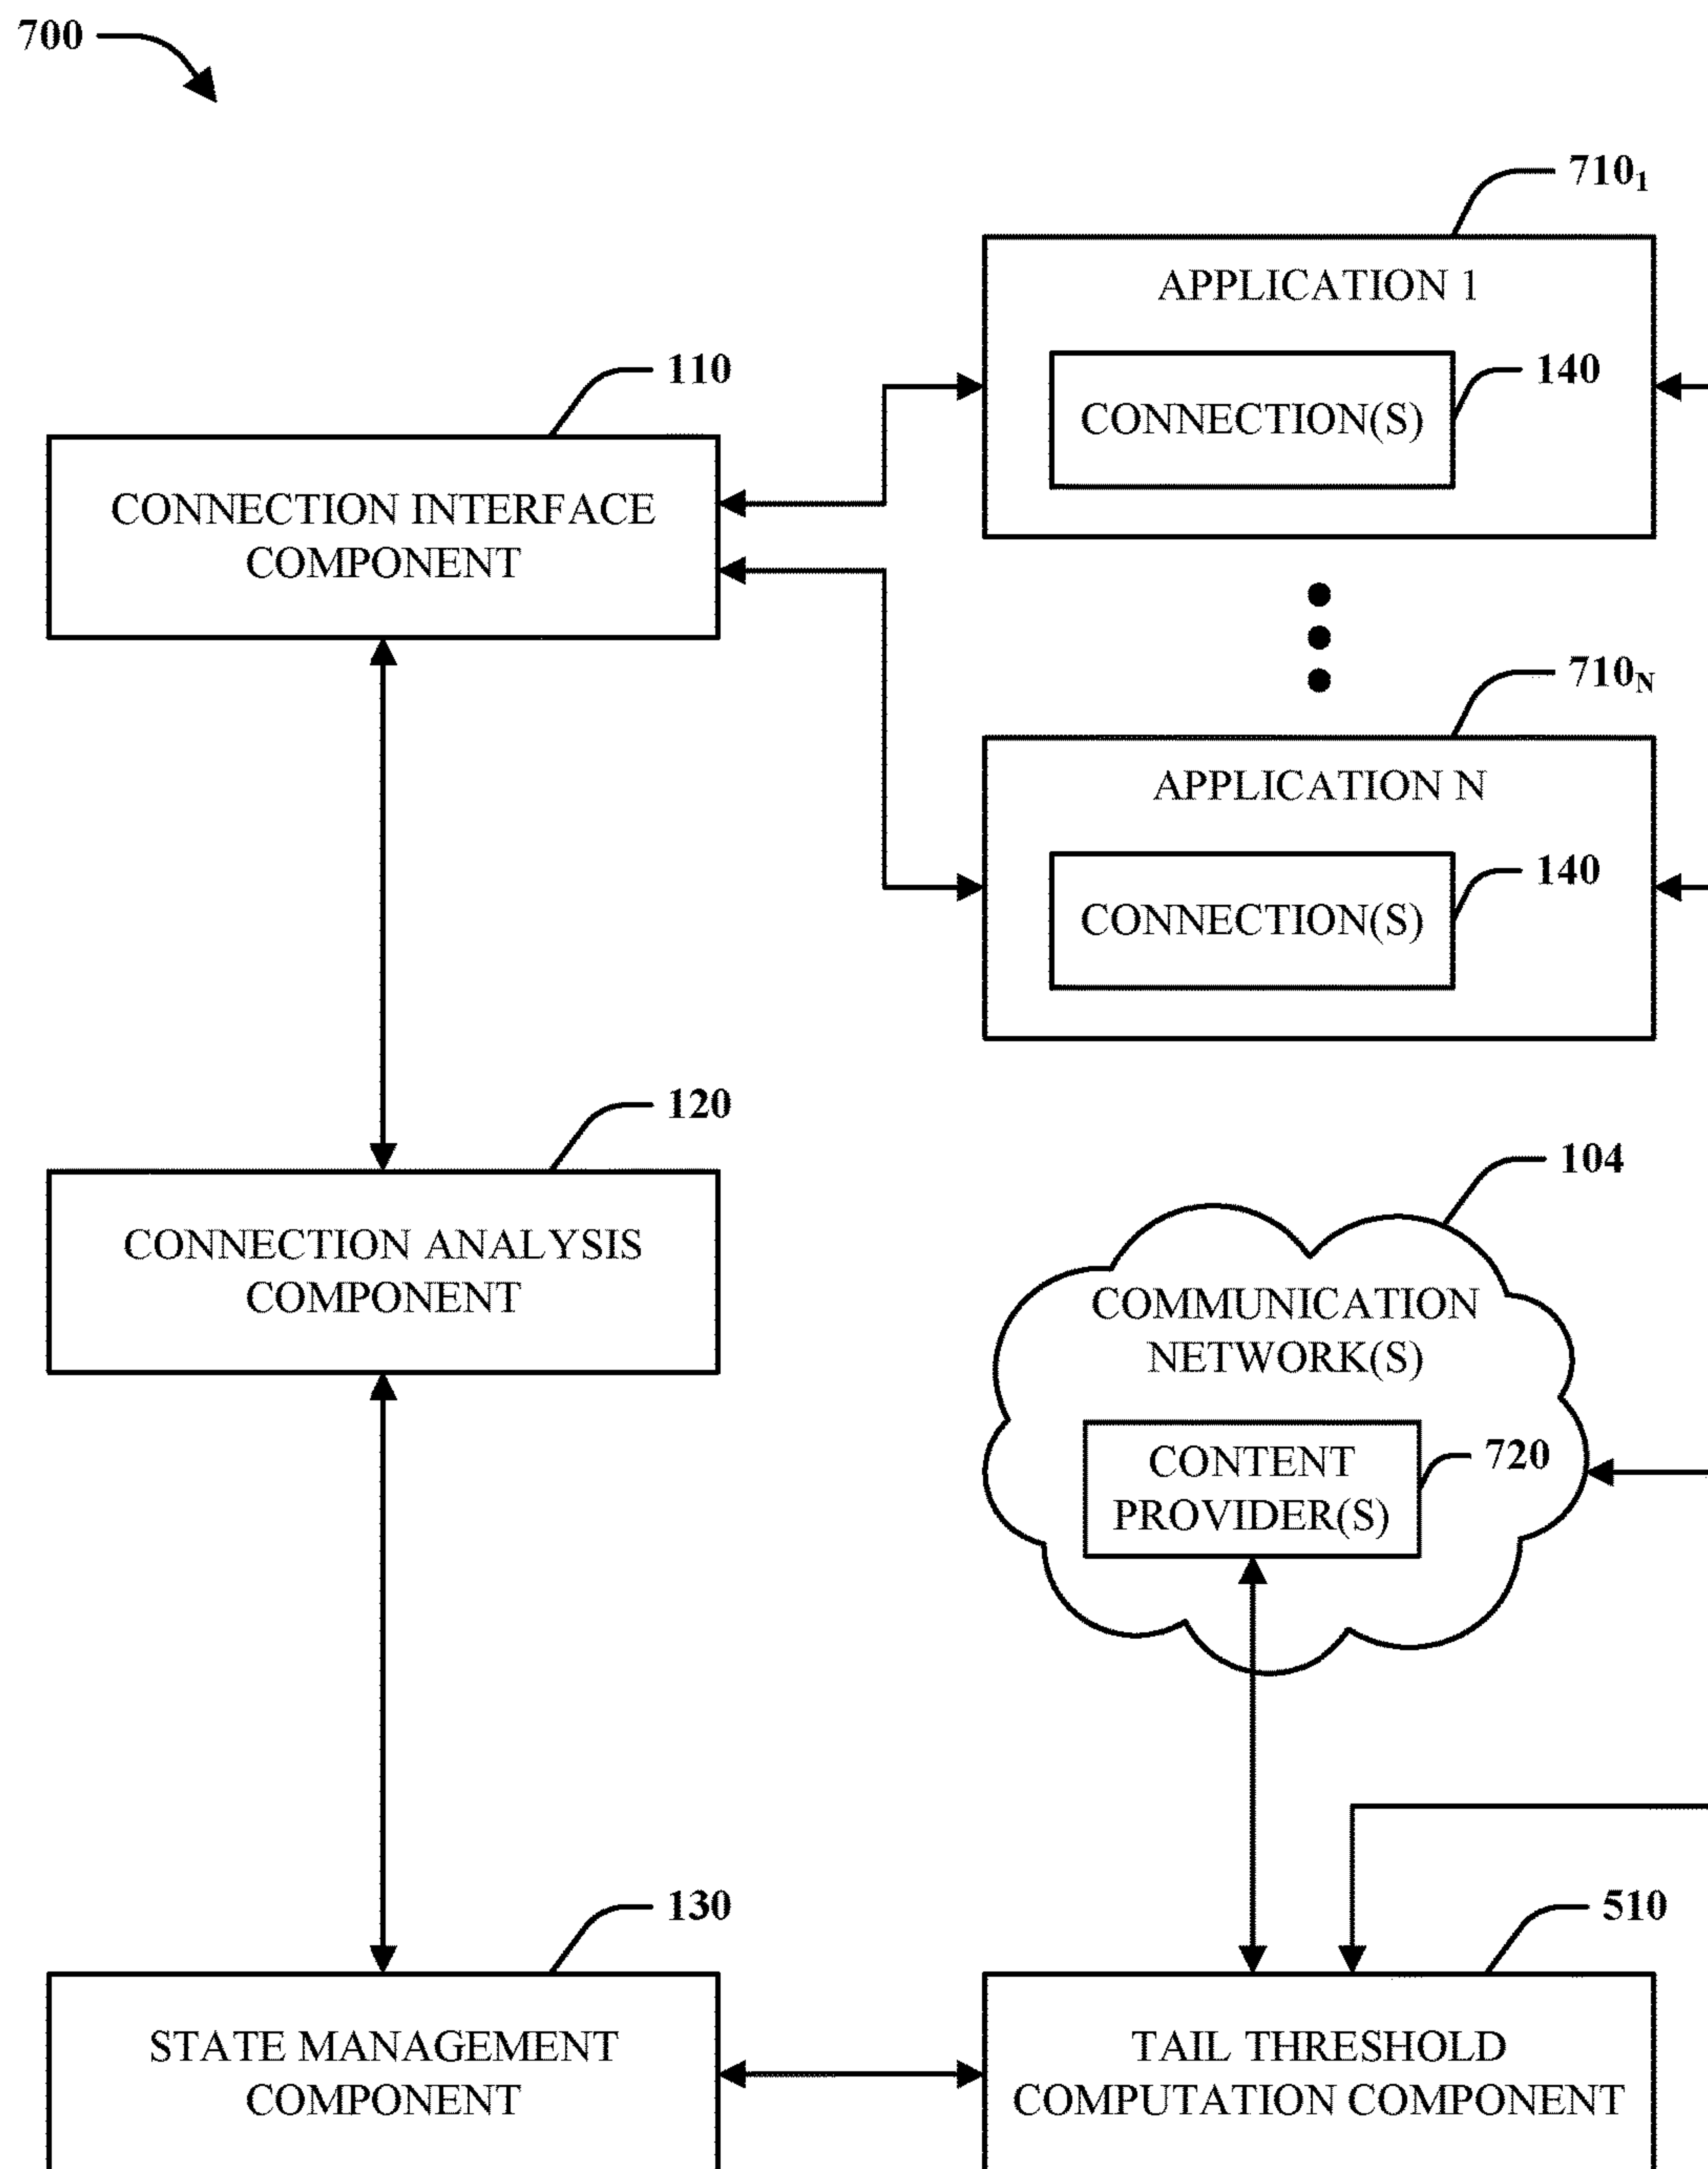 700
710₁
APPLICATION 1
110
140
CONNECTION(S)
CONNECTION INTERFACE
COMPONENT
710ₙ
APPLICATION N
140
CONNECTION(S)
120
CONNECTION ANALYSIS
COMPONENT
104
COMMUNICATION
NETWORK(S)
CONTENT
PROVIDER(S)
720
130
STATE MANAGEMENT
COMPONENT
510
TAIL THRESHOLD
COMPUTATION COMPONENT